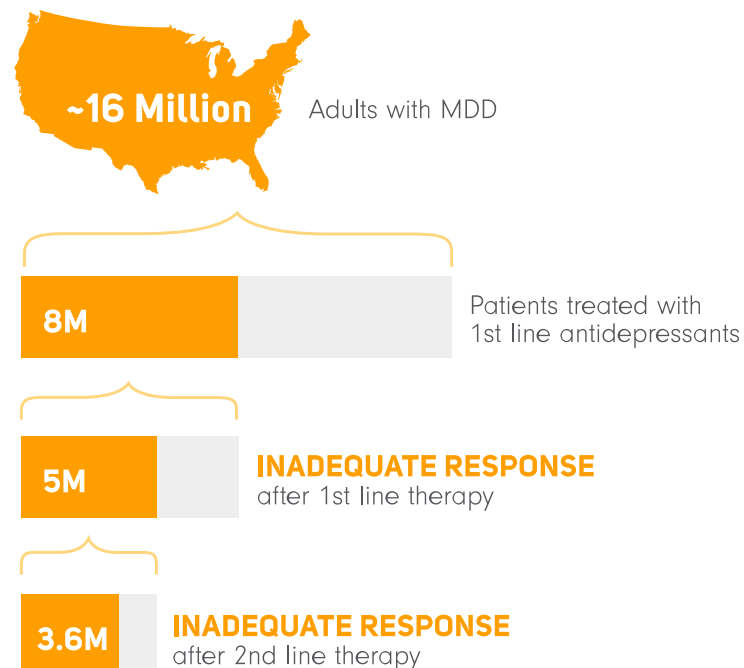 ~16 Million
Adults with MDD
8M
Patients treated with
1st line antidepressants
5M
INADEQUATE RESPONSE
after 1st line therapy
3.6M
INADEQUATE RESPONSE
after 2nd line therapy